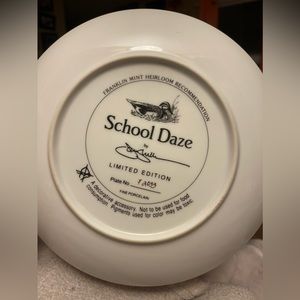 FRANKLIN MINT HEIRLOOM RECOMMENDATION
School Daze
by
LIMITED EDITION
Plate No.
FINE PORCELAIN
A decorative accessory. Not to be used for food
consumption. Pigments used for color may be toxic.